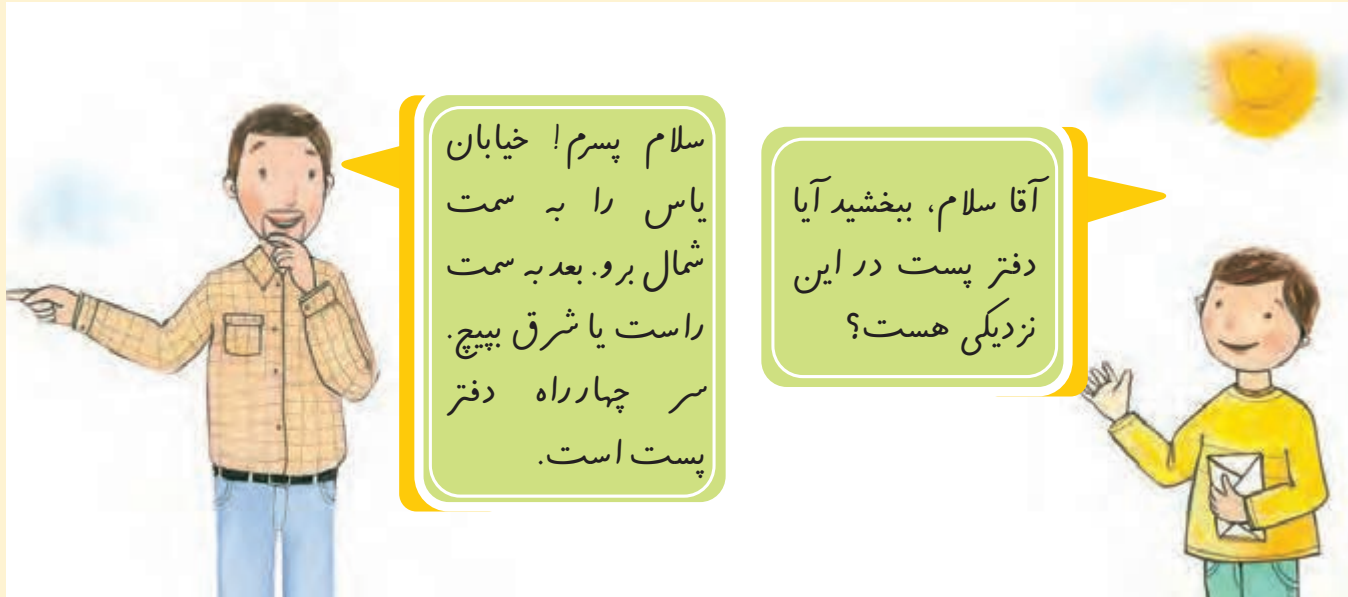 آقا سلام، ببخشید آیا
دفتر پست در این
نزدیکی هست؟
سلام پسرم! خیابان
یاس را به سمت
شمال برو. بعد به سمت
راست یا شرق بپیچ.
سر چهارراه دفتر
پست است.